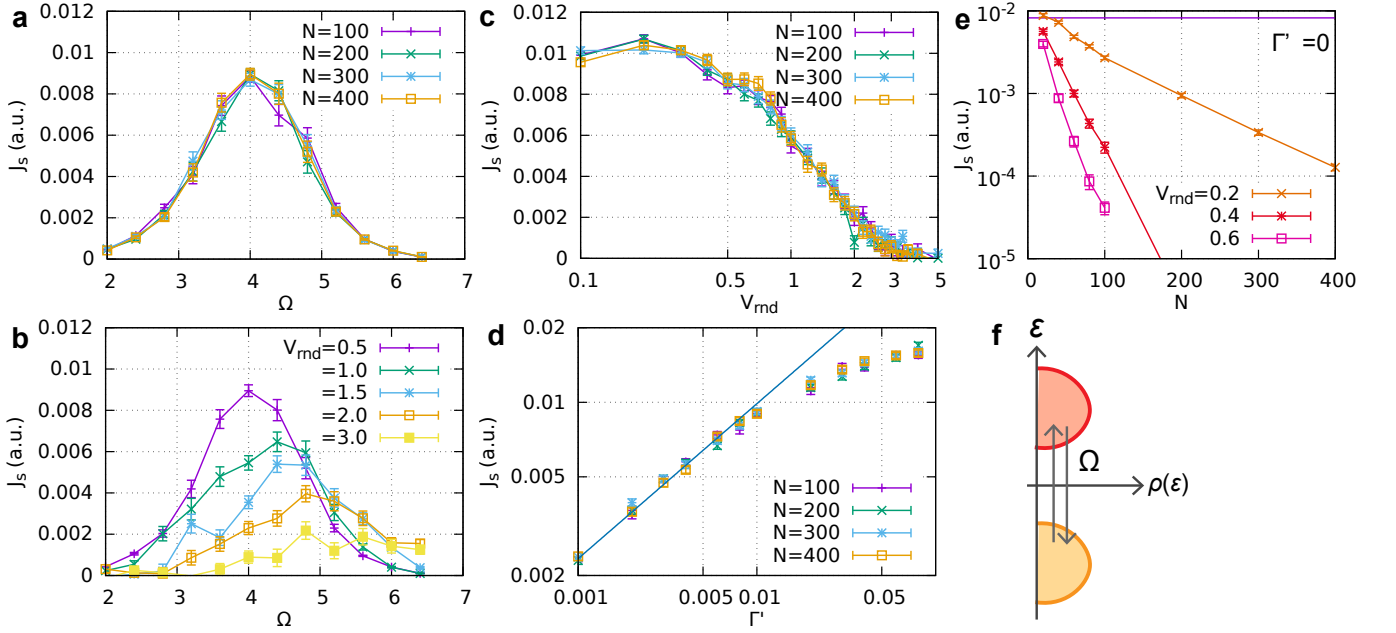 a
0.012
0.01
0.008
0.006
0.004
0.002
0
J_s (a.u.)
N=100
N=200
N=300
N=400
2 3 4 5 6 7
Ω
c
0.012
0.01
0.008
0.006
0.004
0.002
0
J_s (a.u.)
N=100
N=200
N=300
N=400
0.1 0.5 1 2 3 4 5
V_rnd
e
10^-2
10^-3
10^-4
10^-5
J_s (a.u.)
Γ' =0
V_rnd=0.2
0.4
0.6
0 100 200 300 400
N
b
0.012
0.01
0.008
0.006
0.004
0.002
0
J_s (a.u.)
V_rnd=0.5
=1.0
=1.5
=2.0
=3.0
2 3 4 5 6 7
Ω
d
0.02
0.01
0.005
0.002
J_s (a.u.)
N=100
N=200
N=300
N=400
0.001 0.005 0.01 0.05
Γ'
f
ε
Ω
ρ(ε)